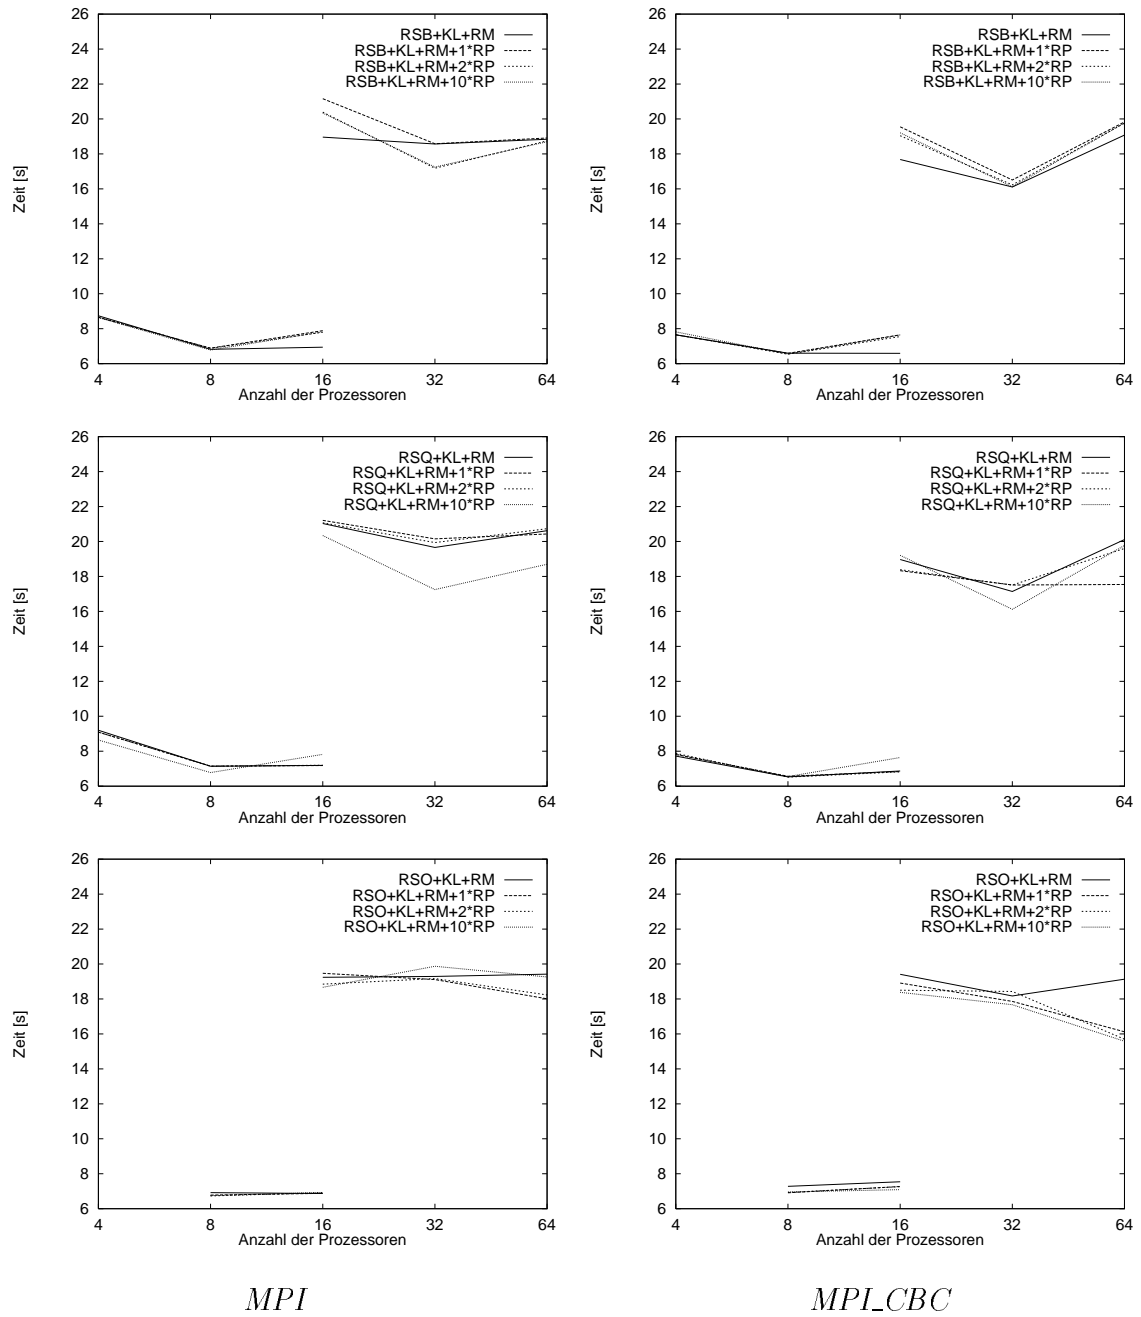 26
24
22
20
18
16
14
12
10
8
6
Zeit [s]
RSB+KL+RM
RSB+KL+RM+1*RP
RSB+KL+RM+2*RP
RSB+KL+RM+10*RP
4 8 16 32 64
Anzahl der Prozessoren
26
24
22
20
18
16
14
12
10
8
6
Zeit [s]
RSB+KL+RM
RSB+KL+RM+1*RP
RSB+KL+RM+2*RP
RSB+KL+RM+10*RP
4 8 16 32 64
Anzahl der Prozessoren
26
24
22
20
18
16
14
12
10
8
6
Zeit [s]
RSQ+KL+RM
RSQ+KL+RM+1*RP
RSQ+KL+RM+2*RP
RSQ+KL+RM+10*RP
4 8 16 32 64
Anzahl der Prozessoren
26
24
22
20
18
16
14
12
10
8
6
Zeit [s]
RSQ+KL+RM
RSQ+KL+RM+1*RP
RSQ+KL+RM+2*RP
RSQ+KL+RM+10*RP
4 8 16 32 64
Anzahl der Prozessoren
26
24
22
20
18
16
14
12
10
8
6
Zeit [s]
RSO+KL+RM
RSO+KL+RM+1*RP
RSO+KL+RM+2*RP
RSO+KL+RM+10*RP
4 8 16 32 64
Anzahl der Prozessoren
26
24
22
20
18
16
14
12
10
8
6
Zeit [s]
RSO+KL+RM
RSO+KL+RM+1*RP
RSO+KL+RM+2*RP
RSO+KL+RM+10*RP
4 8 16 32 64
Anzahl der Prozessoren
MPI
MPI_CBC